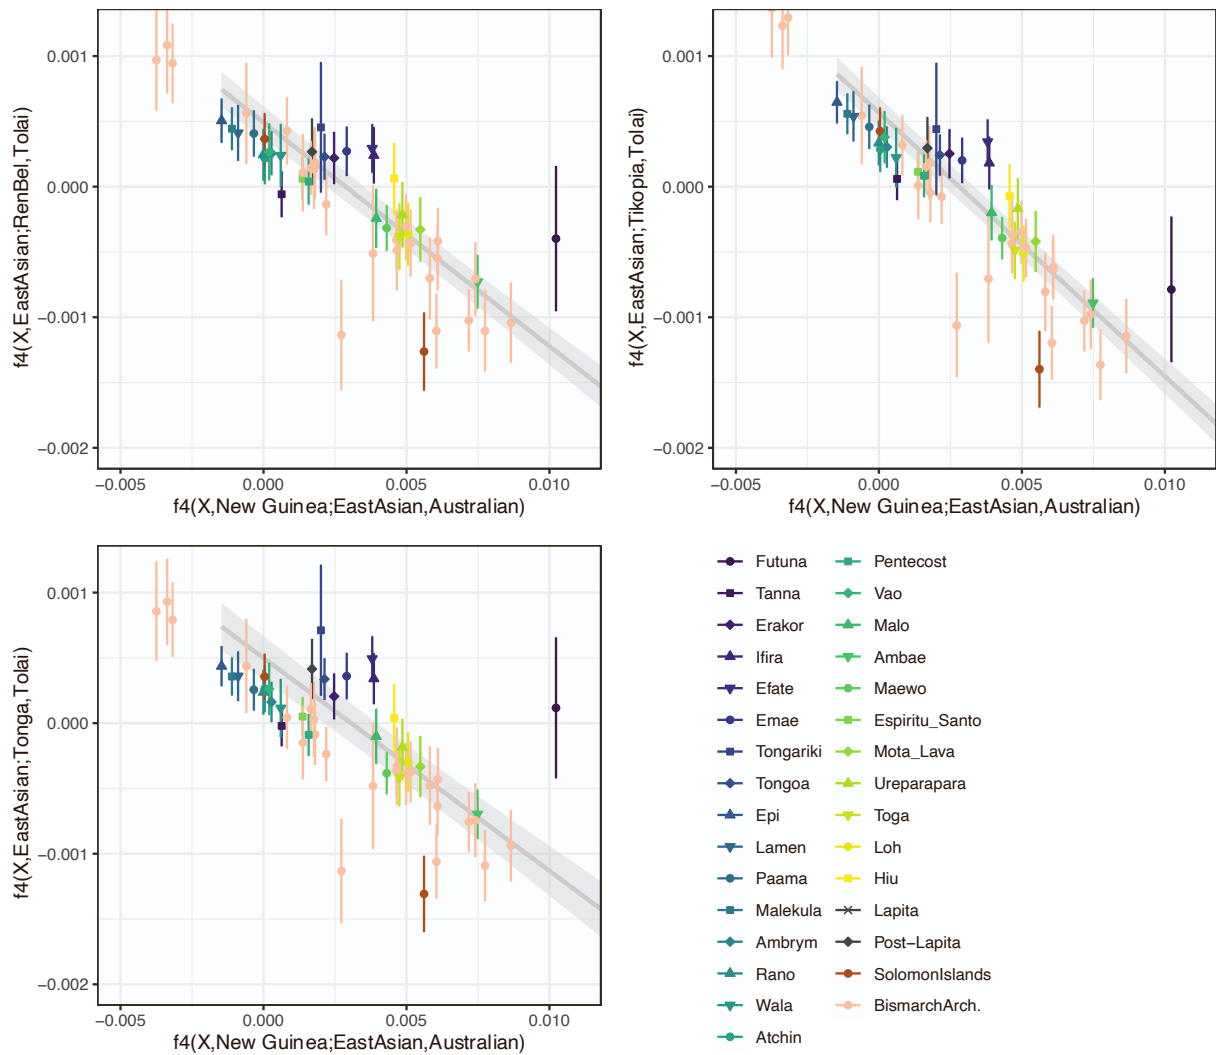 0.001
0.000
−0.001
−0.002
f4(X,EastAsian;RenBel,Tolai)
−0.005
0.000
0.005
0.010
f4(X,New Guinea;EastAsian,Australian)
0.001
0.000
−0.001
−0.002
f4(X,EastAsian;Tikopia,Tolai)
−0.005
0.000
0.005
0.010
f4(X,New Guinea;EastAsian,Australian)
0.001
0.000
−0.001
−0.002
f4(X,EastAsian;Tonga,Tolai)
−0.005
0.000
0.005
0.010
f4(X,New Guinea;EastAsian,Australian)
Futuna
Tanna
Erakor
Ifira
Efate
Emae
Tongariki
Tongoa
Epi
Lamen
Paama
Malekula
Ambrym
Rano
Wala
Atchin
Pentecost
Vao
Malo
Ambae
Maewo
Espiritu_Santo
Mota_Lava
Ureparapara
Toga
Loh
Hiu
Lapita
Post−Lapita
SolomonIslands
BismarchArch.